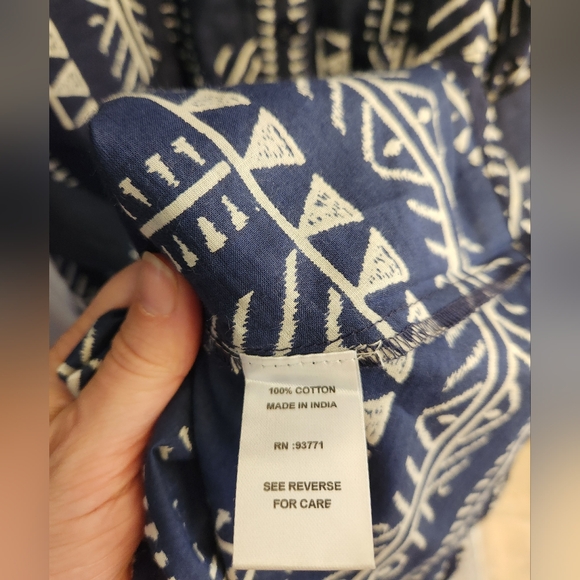 100% COTTON
MADE IN INDIA
RN :93771
SEE REVERSE
FOR CARE